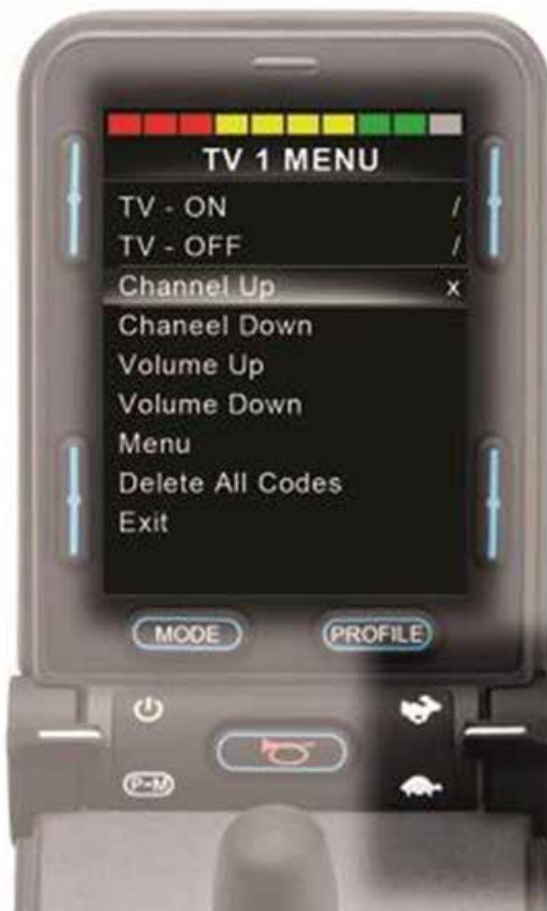 TV 1 MENU
TV - ON /
TV - OFF /
Channel Up x
Chaneel Down
Volume Up
Volume Down
Menu
Delete All Codes
Exit
MODE PROFILE
P-M